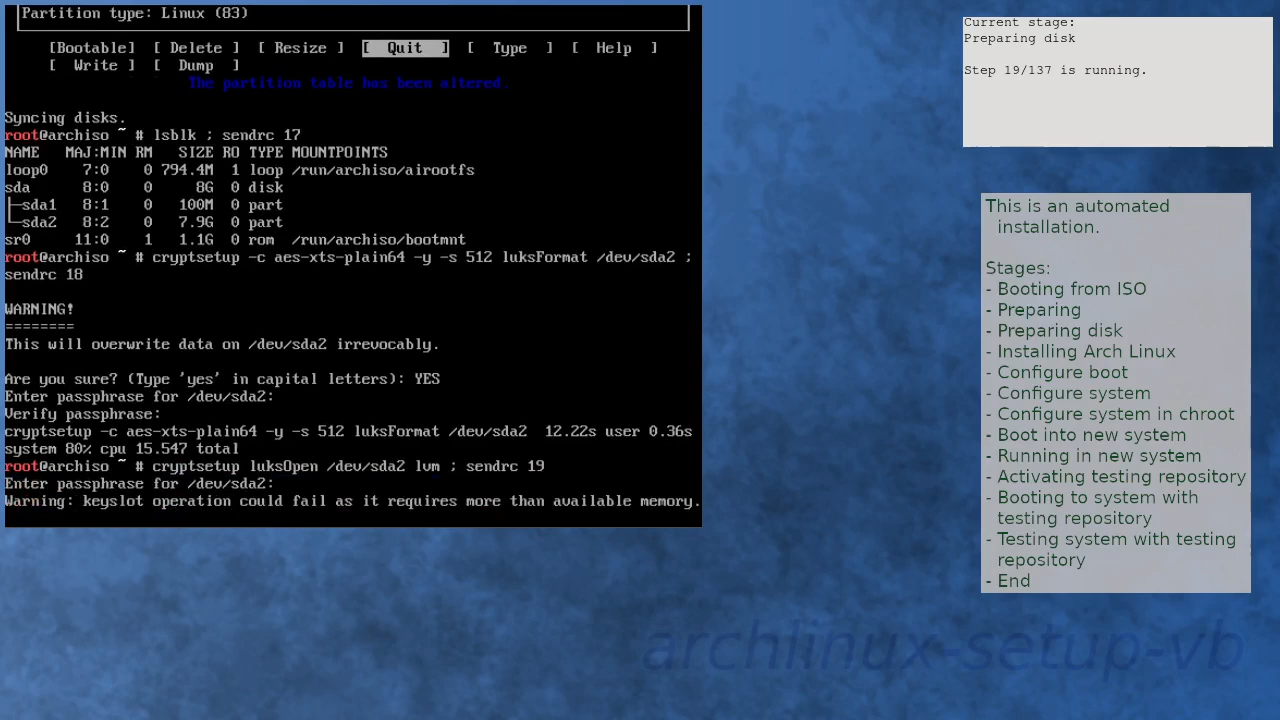 Partition type: Linux (83)
[Bootable] [ Delete ] [ Resize ] [ Quit ] [ Type ] [ Help ]
[ Write ] [ Dump ]
The partition table has been altered.
Syncing disks.
root@archiso ~ # lsblk ; sendrc 17
NAME MAJ:MIN RM SIZE RO TYPE MOUNTPOINTS
loop0 7:0 0 794.4M 1 loop /run/archiso/airootfs
sda 8:0 0 8G 0 disk
├─sda1 8:1 0 100M 0 part
└─sda2 8:2 0 7.9G 0 part
sr0 11:0 1 1.1G 0 rom /run/archiso/bootmnt
root@archiso ~ # cryptsetup -c aes-xts-plain64 -y -s 512 luksFormat /dev/sda2 ;
sendrc 18
WARNING!
========
This will overwrite data on /dev/sda2 irrevocably.
Are you sure? (Type 'yes' in capital letters): YES
Enter passphrase for /dev/sda2:
Verify passphrase:
cryptsetup -c aes-xts-plain64 -y -s 512 luksFormat /dev/sda2 12.22s user 0.36s
system 80% cpu 15.547 total
root@archiso ~ # cryptsetup luksOpen /dev/sda2 lvm ; sendrc 19
Enter passphrase for /dev/sda2:
Warning: keyslot operation could fail as it requires more than available memory.
Current stage:
Preparing disk
Step 19/137 is running.
This is an automated
installation.
Stages:
- Booting from ISO
- Preparing
- Preparing disk
- Installing Arch Linux
- Configure boot
- Configure system
- Configure system in chroot
- Boot into new system
- Running in new system
- Activating testing repository
- Booting to system with
testing repository
- Testing system with testing
repository
- End
archlinux-setup-vb